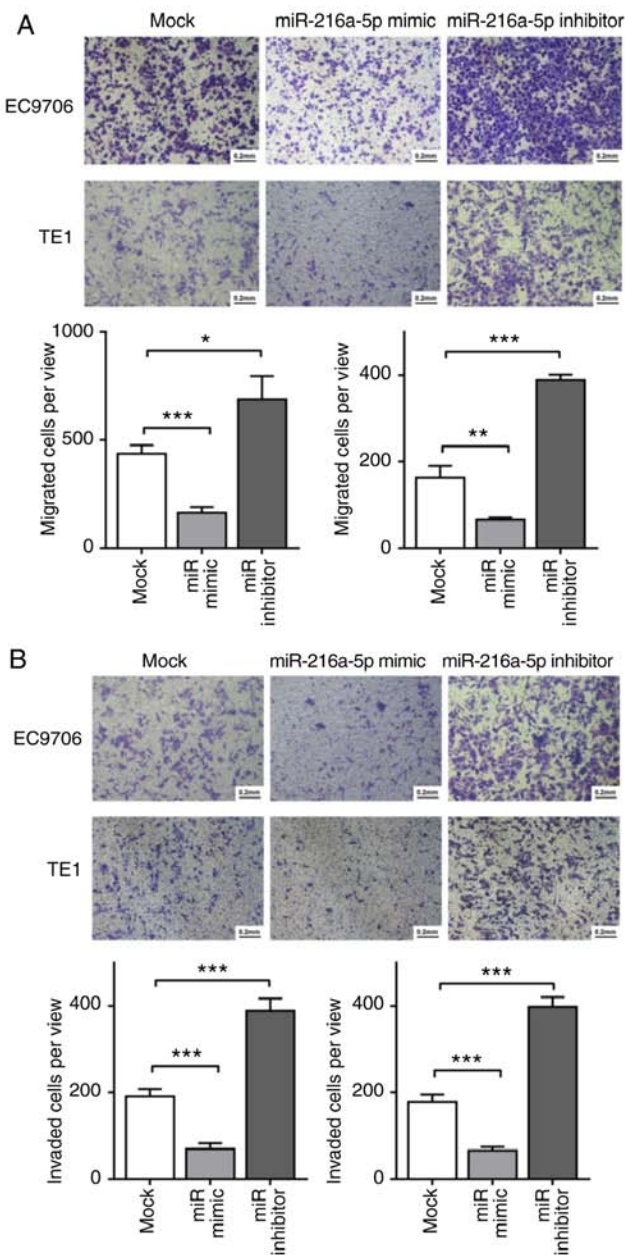 A
Mock miR-216a-5p mimic miR-216a-5p inhibitor
EC9706
0.2mm 0.2mm 0.2mm
TE1
0.2mm 0.2mm 0.2mm
Migrated cells per view
1000
500
0
*
***
Mock
miR
mimic
miR
inhibitor
Migrated cells per view
400
200
0
***
**
Mock
miR
mimic
miR
inhibitor
B
Mock miR-216a-5p mimic miR-216a-5p inhibitor
EC9706
0.2mm 0.2mm 0.2mm
TE1
0.2mm 0.2mm 0.2mm
Invaded cells per view
400
200
0
***
***
Mock
miR
mimic
miR
inhibitor
Invaded cells per view
400
200
0
***
***
Mock
miR
mimic
miR
inhibitor